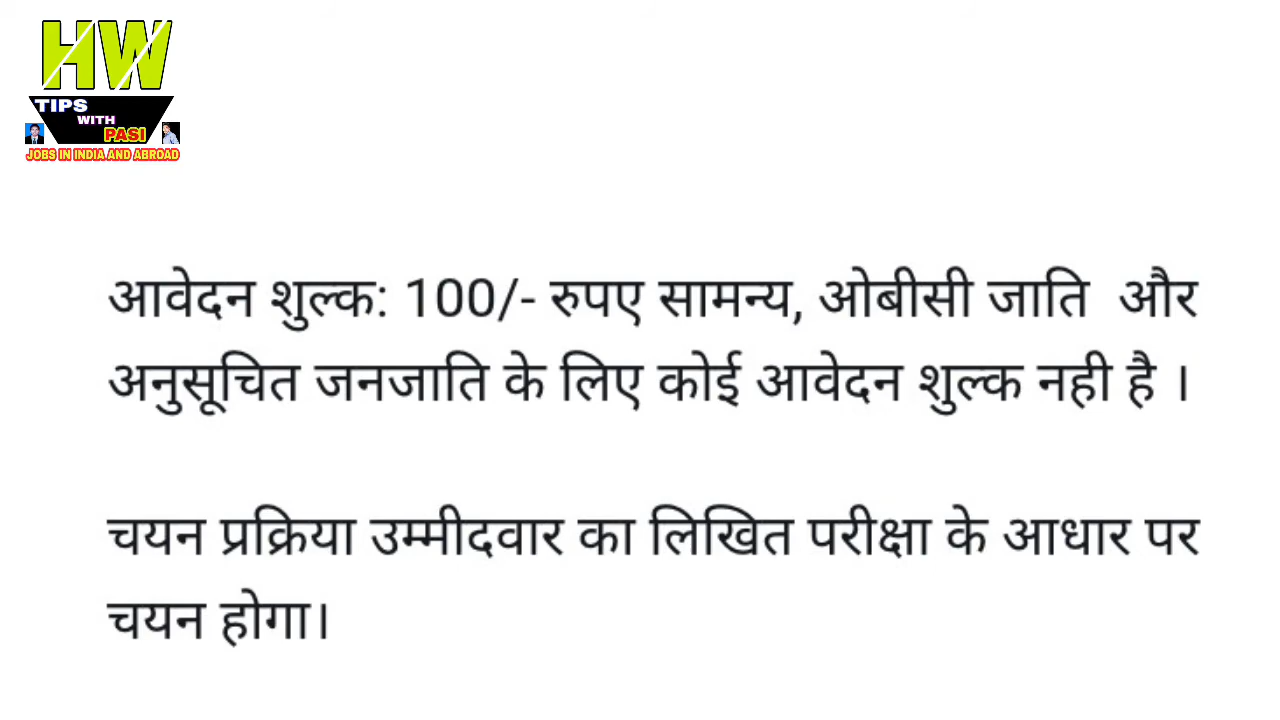 HW
TIPS
WITH
PASI
JOBS IN INDIA AND ABROAD
आवेदन शुल्क: 100/- रुपए सामन्य, ओबीसी जाति और
अनुसूचित जनजाति के लिए कोई आवेदन शुल्क नही है ।
चयन प्रक्रिया उम्मीदवार का लिखित परीक्षा के आधार पर
चयन होगा।